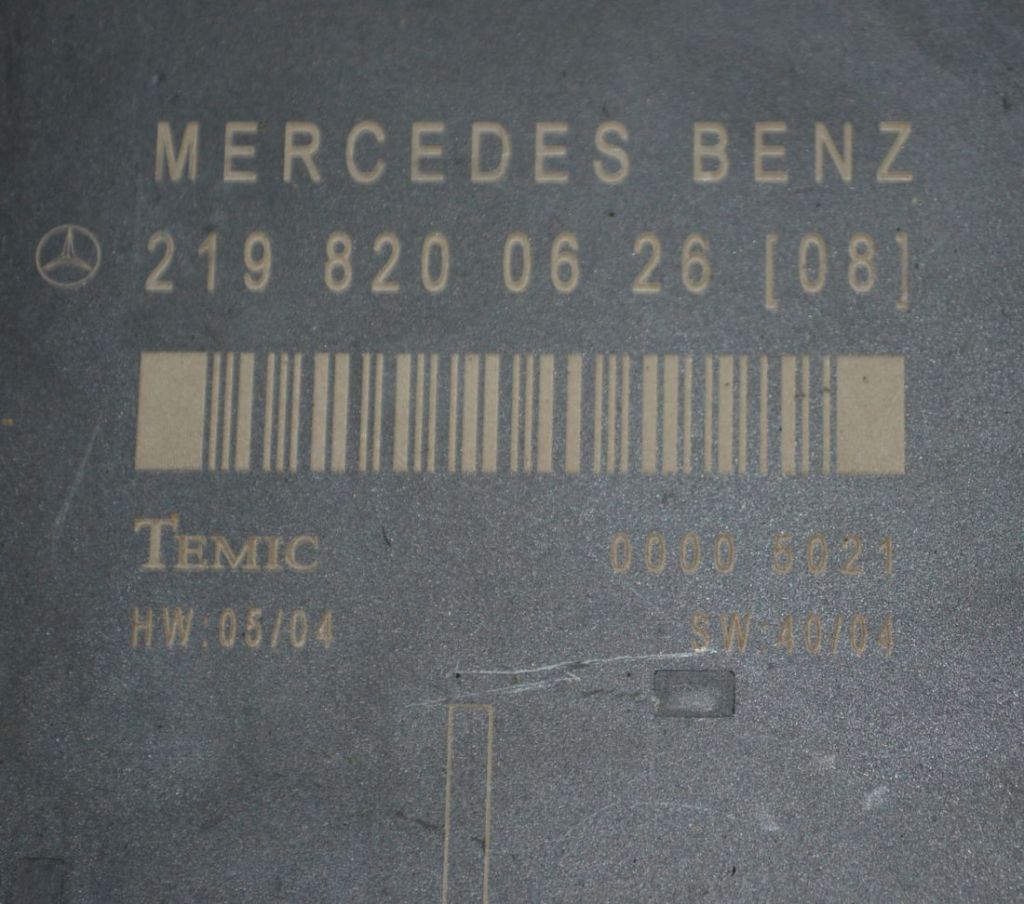 MERCEDES BENZ
219 820 06 26 [08]
TEMIC 0000 5021
HW:05/04 SW:40/04